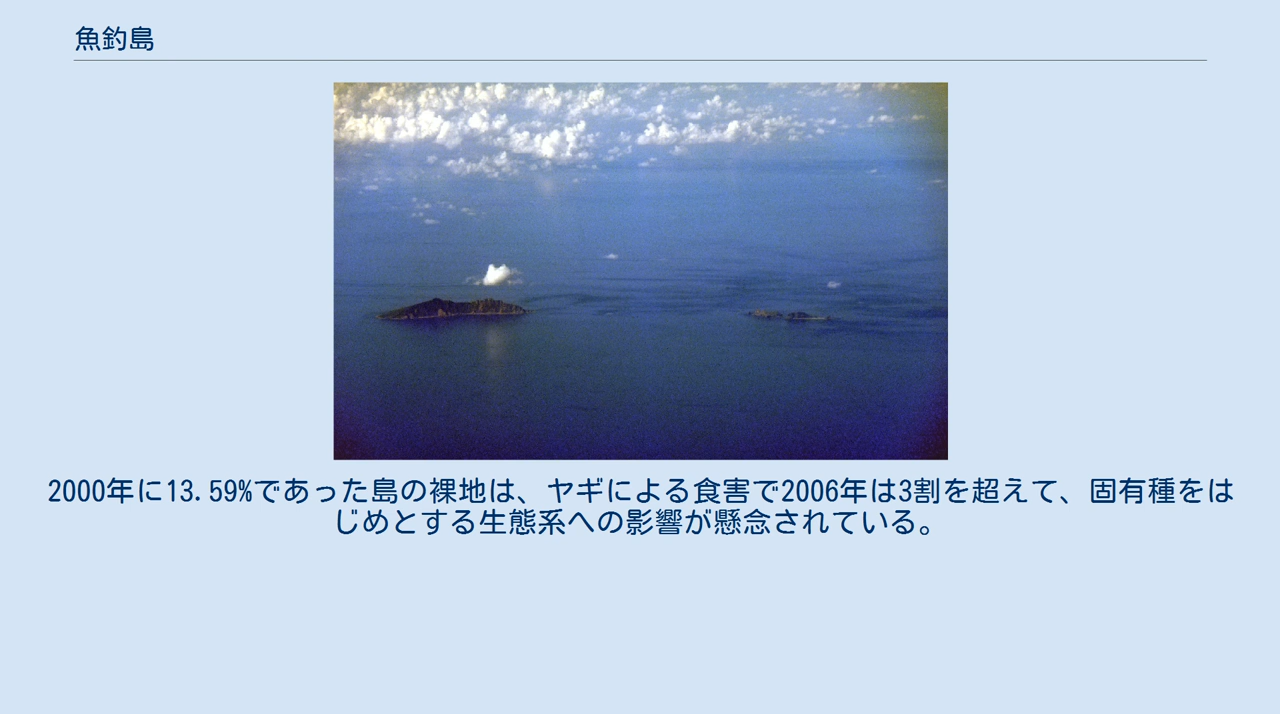 魚釣島
2000年に13.59%であった島の裸地は、ヤギによる食害で2006年は3割を超えて、固有種をは
じめとする生態系への影響が懸念されている。